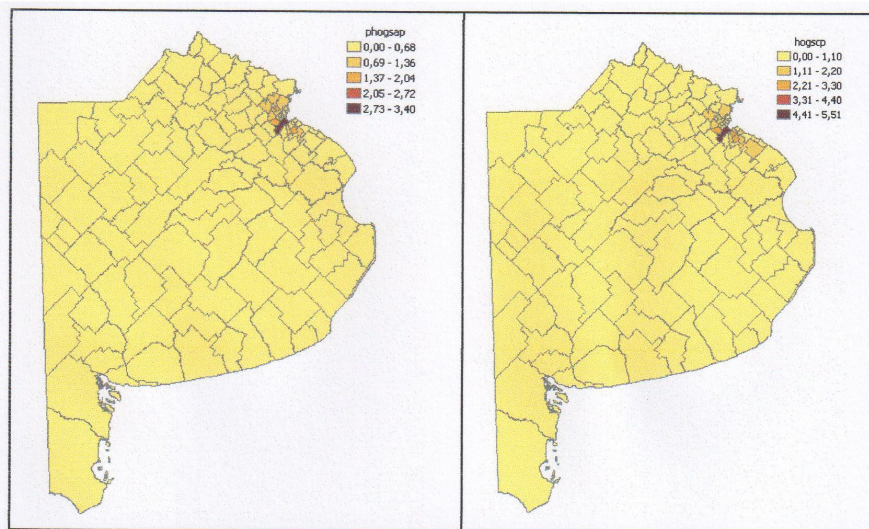 phogsap
0,00 - 0,68
0,69 - 1,36
1,37 - 2,04
2,05 - 2,72
2,73 - 3,40
hogscp
0,00 - 1,10
1,11 - 2,20
2,21 - 3,30
3,31 - 4,40
4,41 - 5,51